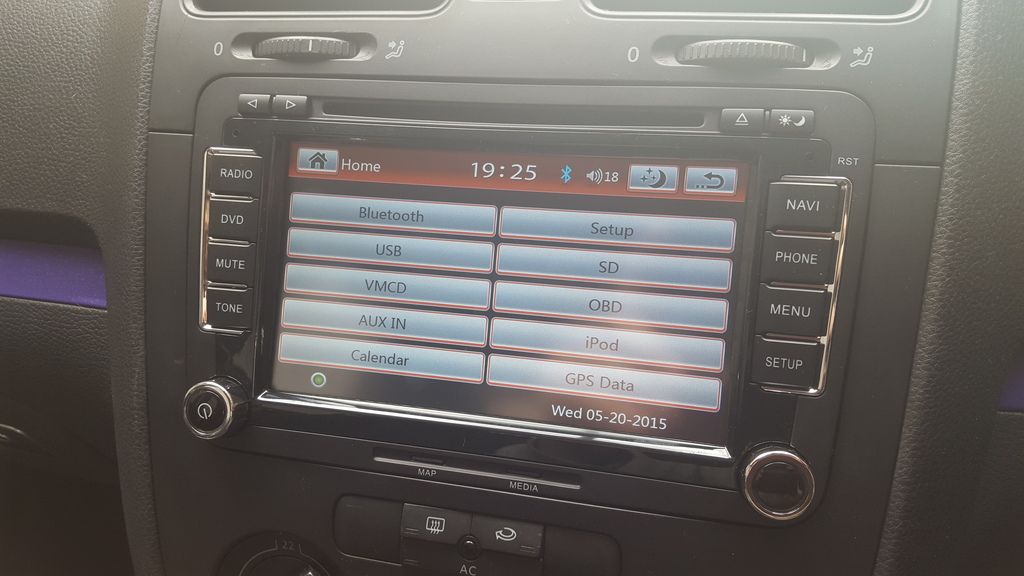 0
0
RST
RADIO
DVD
MUTE
TONE
Home 19:25 18
Bluetooth Setup
USB SD
VMCD OBD
AUX IN iPod
Calendar GPS Data
Wed 05-20-2015
NAVI
PHONE
MENU
SETUP
MAP MEDIA
22
AC